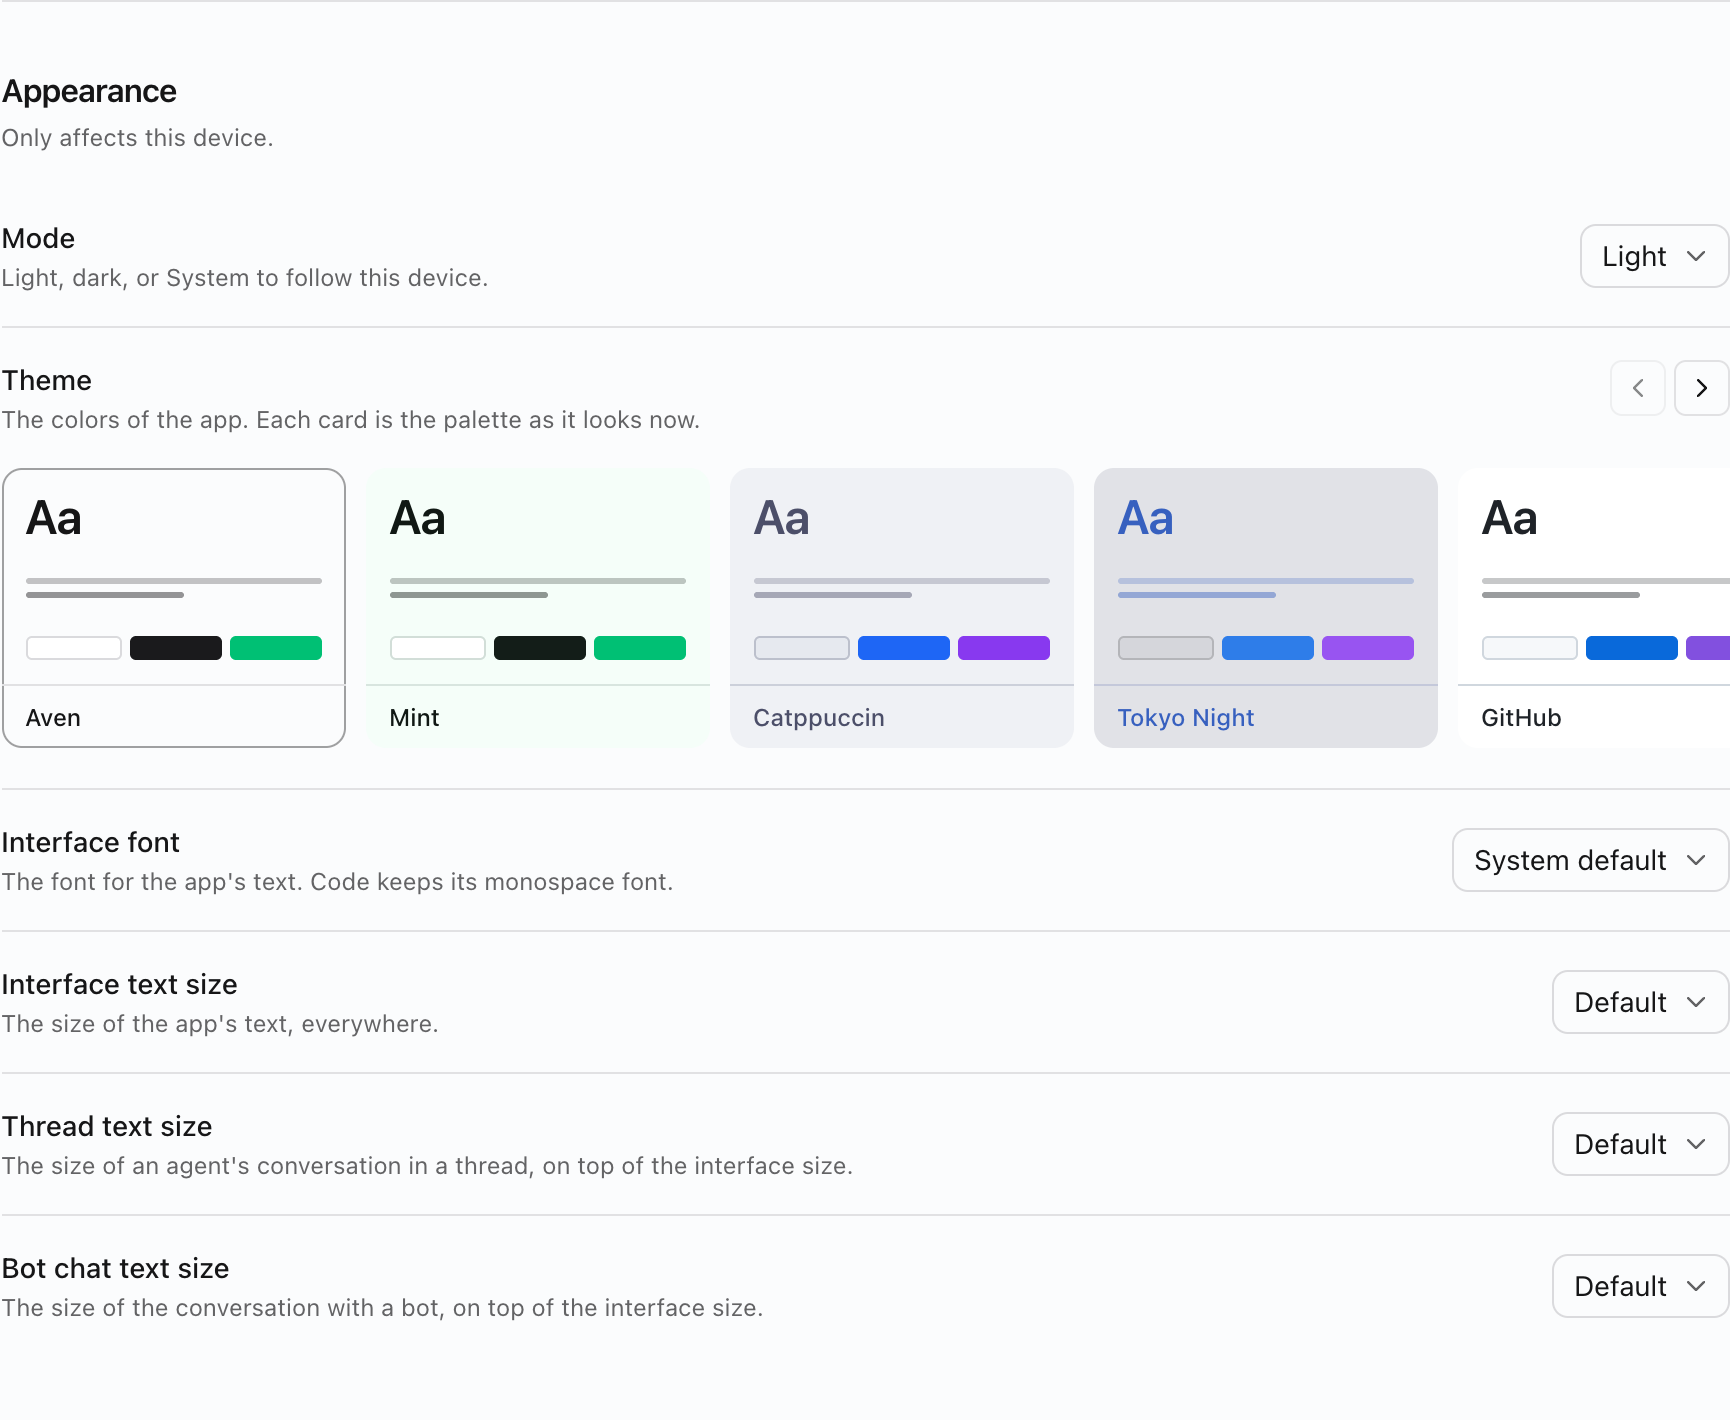 Appearance
Only affects this device.
Mode
Light, dark, or System to follow this device.
Light
Theme
The colors of the app. Each card is the palette as it looks now.
Aa
Aa
Aa
Aa
Aa
Aven
Mint
Catppuccin
Tokyo Night
GitHub
Interface font
The font for the app's text. Code keeps its monospace font.
System default
Interface text size
The size of the app's text, everywhere.
Default
Thread text size
The size of an agent's conversation in a thread, on top of the interface size.
Default
Bot chat text size
The size of the conversation with a bot, on top of the interface size.
Default